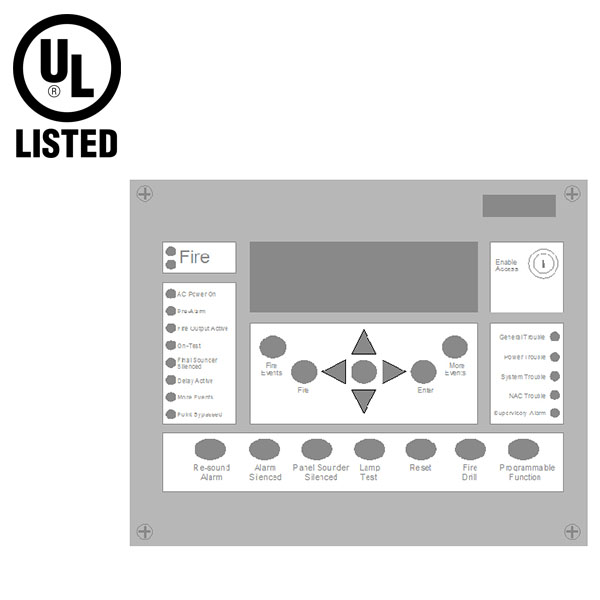 UL
®
LISTED
Fire
Enable
Access
AC Power On
Pre-Alarm
Fire Output Active
On-Test
Final Sounder
Silenced
Delay Active
More Events
Point Bypassed
Fire
Events
Fire
Enter
More
Events
General Trouble
Power Trouble
System Trouble
NAC Trouble
Supervisory Alarm
Re-sound
Alarm
Alarm
Silenced
Panel Sounder
Silenced
Lamp
Test
Reset
Fire
Drill
Programmable
Function